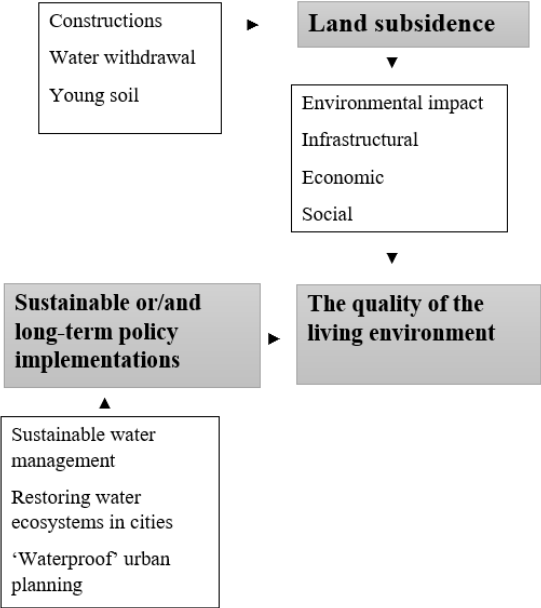 Constructions
Water withdrawal
Young soil
Land subsidence
Environmental impact
Infrastructural
Economic
Social
Sustainable or/and
long-term policy
implementations
The quality of the
living environment
Sustainable water
management
Restoring water
ecosystems in cities
‘Waterproof’ urban
planning